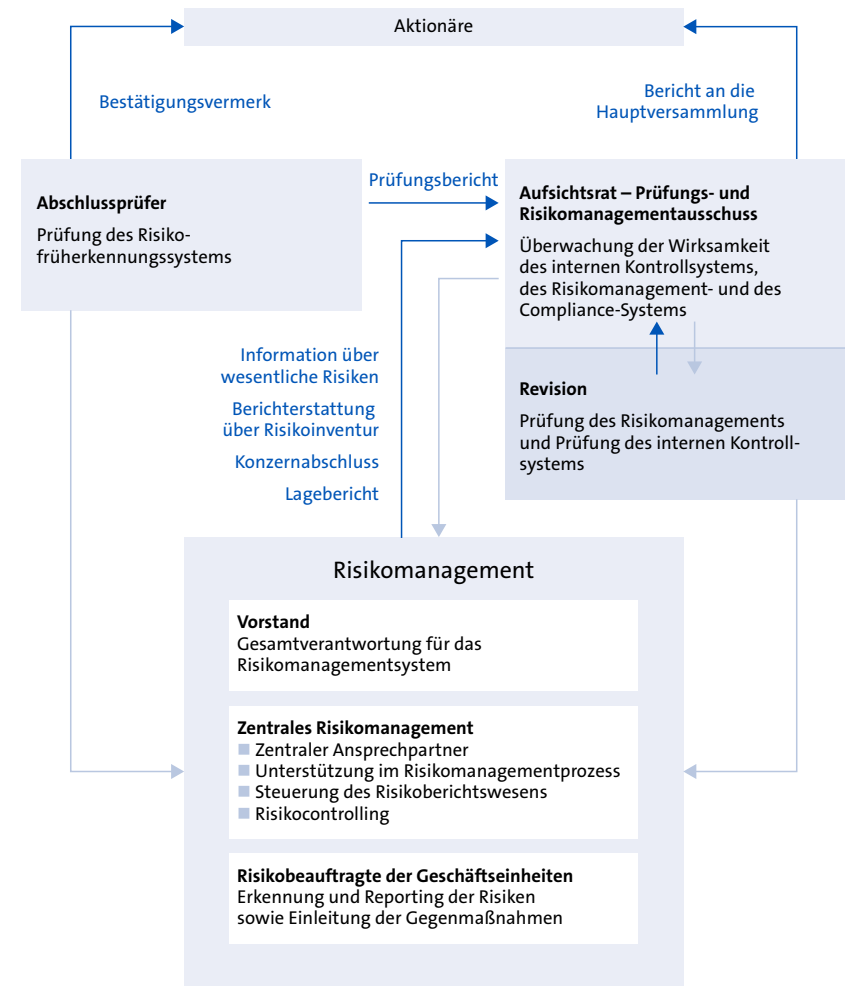 Aktionäre
Bestätigungsvermerk
Bericht an die
Hauptversammlung
Abschlussprüfer
Prüfung des Risiko-
früherkennungssystems
Prüfungsbericht
Aufsichtsrat – Prüfungs- und
Risikomanagementausschuss
Überwachung der Wirksamkeit
des internen Kontrollsystems,
des Risikomanagement- und des
Compliance-Systems
Information über
wesentliche Risiken
Berichterstattung
über Risikoinventur
Konzernabschluss
Lagebericht
Revision
Prüfung des Risikomanagements
und Prüfung des internen Kontroll-
systems
Risikomanagement
Vorstand
Gesamtverantwortung für das
Risikomanagementsystem
Zentrales Risikomanagement
Zentraler Ansprechpartner
Unterstützung im Risikomanagementprozess
Steuerung des Risikoberichtswesens
Risikocontrolling
Risikobeauftragte der Geschäftseinheiten
Erkennung und Reporting der Risiken
sowie Einleitung der Gegenmaßnahmen